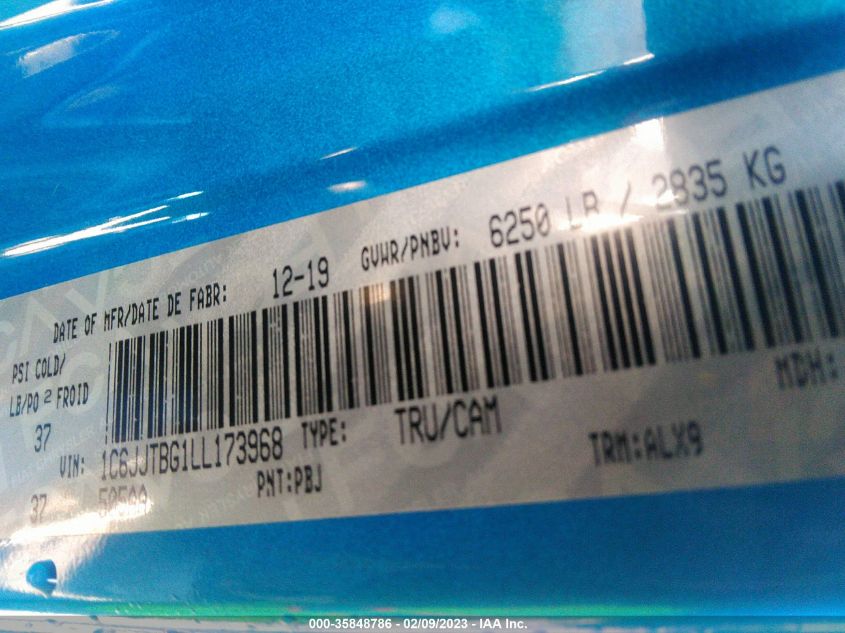 DATE OF MFR/DATE DE FABR: 12-19 GVWR/PNBV: 6250 LB / 2835 KG
PSI COLD/
LB/PO 2 FROID
37
VIN: 1C6JJTBG1LL173968 TYPE: TRU/CAM
MDH:
37
PNT:PBJ TRM:ALX9
000-35848786 - 02/09/2023 - IAA Inc.